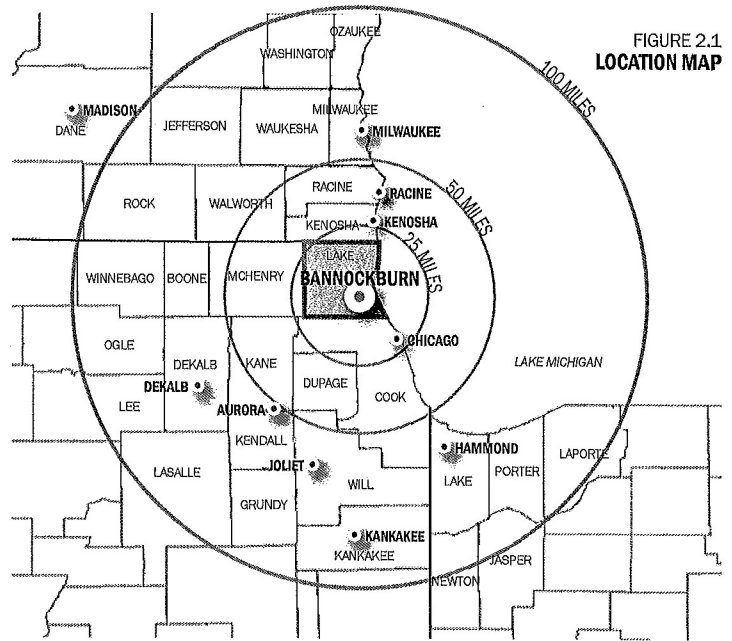 FIGURE 2.1
LOCATION MAP
OZAUKEE
WASHINGTON
100 MILES
MADISON
DANE
JEFFERSON
WAUKESHA
MILWAUKEE
MILWAUKEE
RACINE
RACINE
50 MILES
ROCK
WALWORTH
KENOSHA
KENOSHA
25 MILES
LAKE
WINNEBAGO
BOONE
MCHENRY
BANNOCKBURN
CHICAGO
OGLE
DEKALB
KANE
LAKE MICHIGAN
DEKALB
DUPAGE
COOK
LEE
AURORA
KENDALL
HAMMOND
LASALLE
JOLIET
WILL
LAKE
PORTER
LAPORTE
GRUNDY
KANKAKEE
KANKAKEE
JASPER
NEWTON